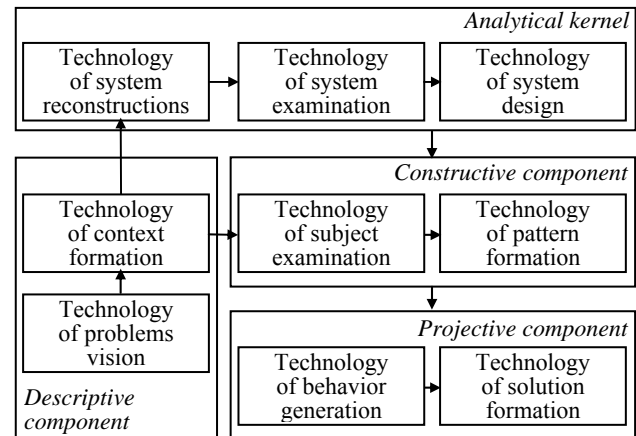 Analytical kernel
Technology
of system
reconstructions
Technology
of system
examination
Technology
of system
design
Constructive component
Technology
of context
formation
Technology
of subject
examination
Technology
of pattern
formation
Technology
of problems
vision
Descriptive
component
Projective component
Technology
of behavior
generation
Technology
of solution
formation